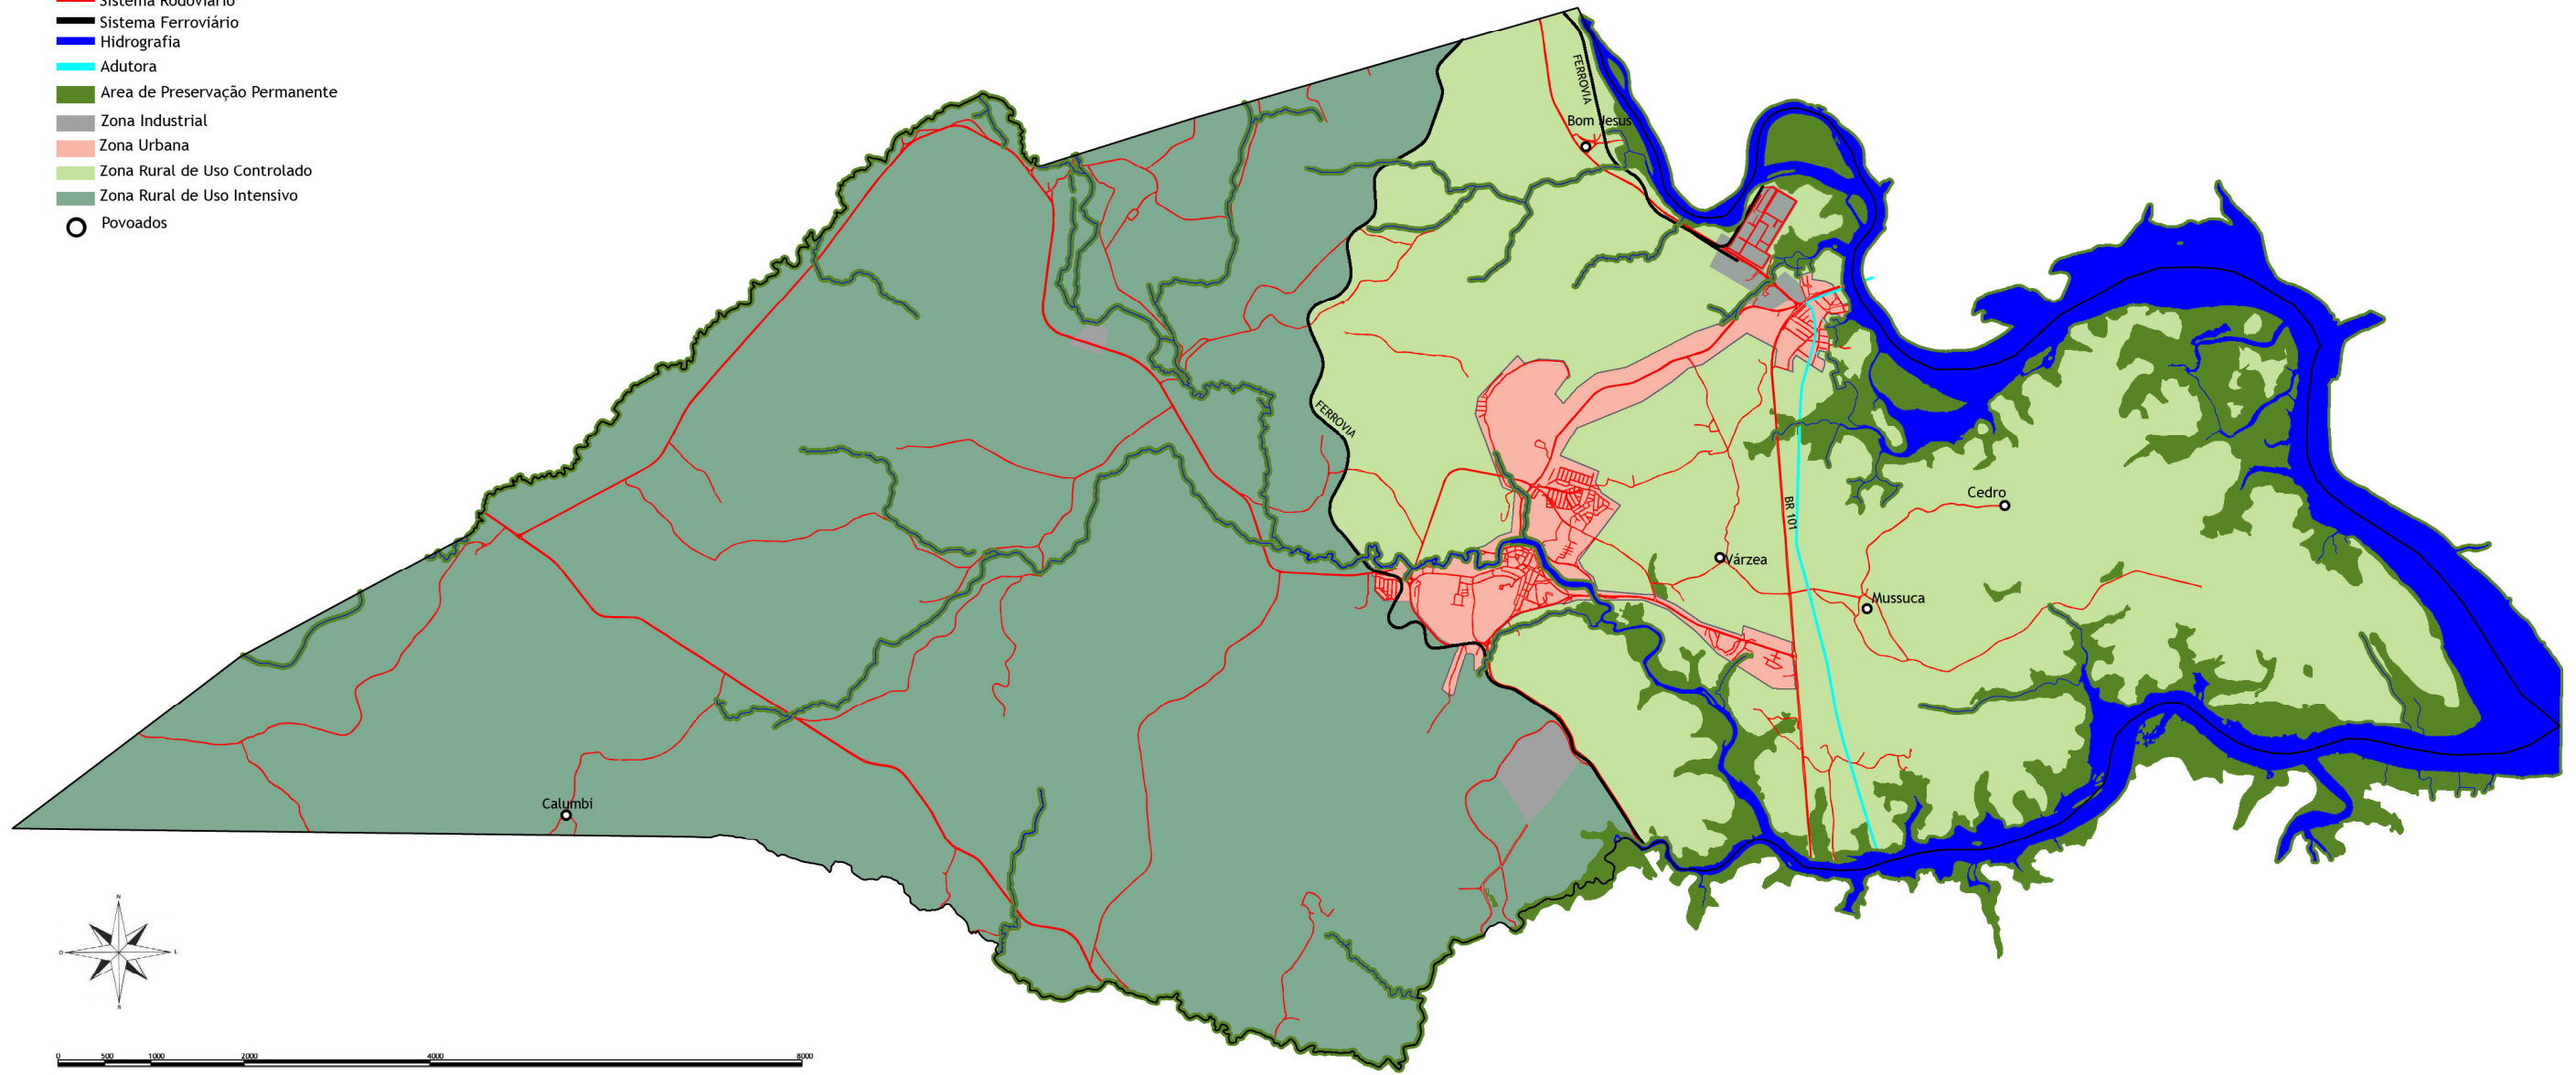 Sistema Rodoviário
Sistema Ferroviário
Hidrografia
Adutora
Area de Preservação Permanente
Zona Industrial
Zona Urbana
Zona Rural de Uso Controlado
Zona Rural de Uso Intensivo
Povoados
FERROVIA
Bom Jesus
FERROVIA
BR 101
Cedro
Várzea
Mussuca
Calumbi
N
O
L
S
0 500 1000 2000 4000 8000